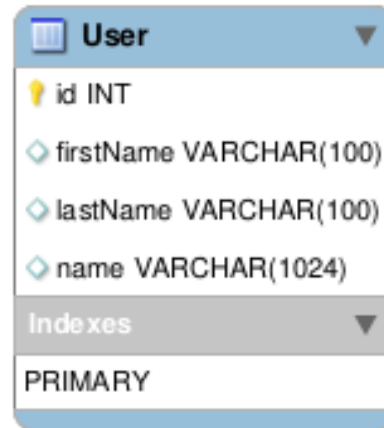 User
id INT
firstName VARCHAR(100)
lastName VARCHAR(100)
name VARCHAR(1024)
Indexes
PRIMARY